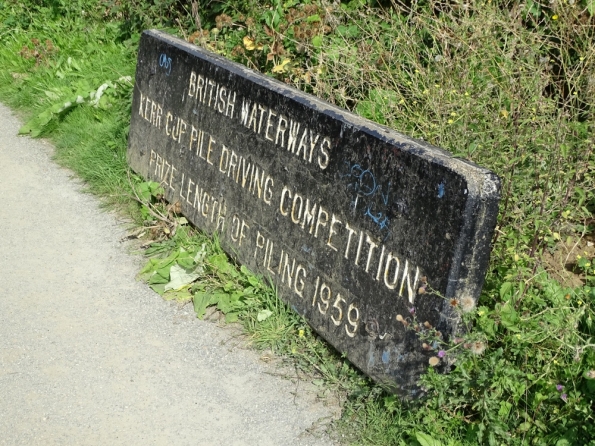 BRITISH WATERWAYS
KERR CUP PILE DRIVING COMPETITION
PRIZE LENGTH OF PILING 1959